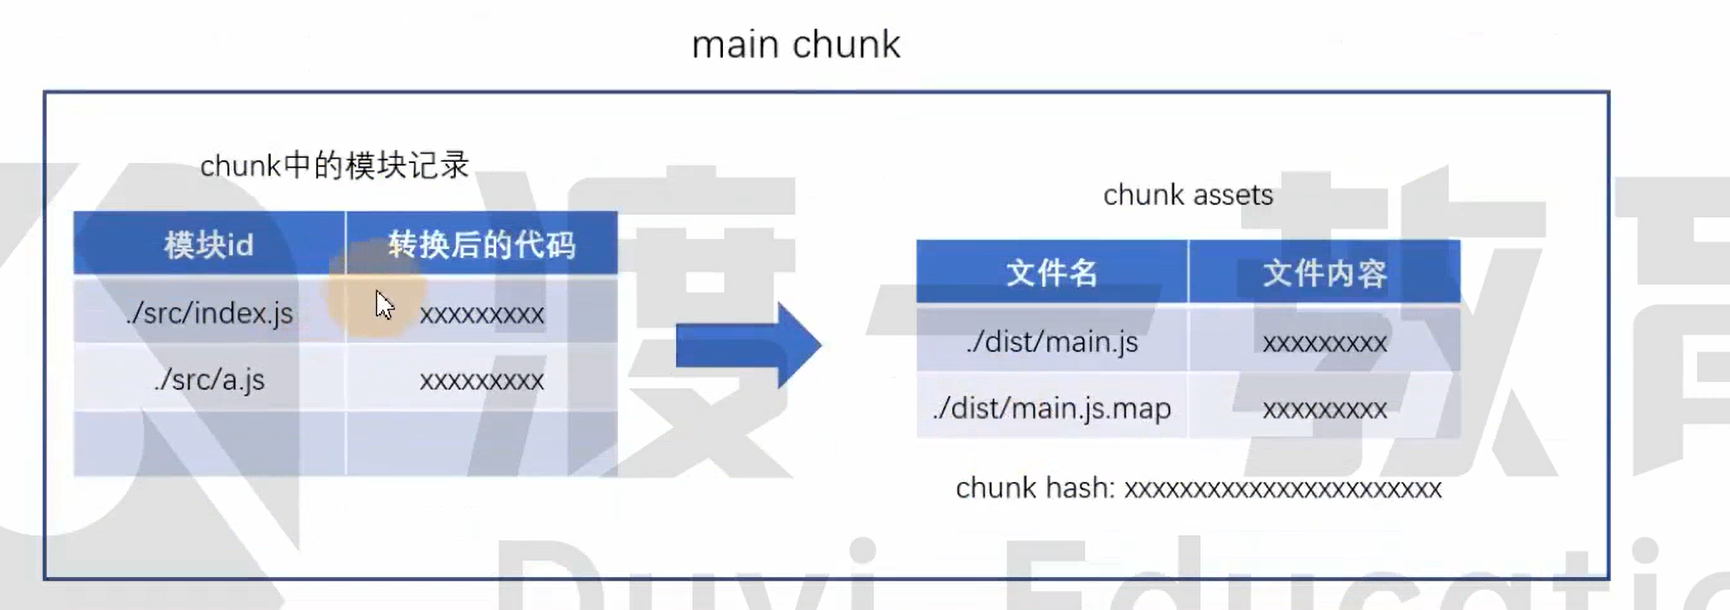 main chunk
chunk中的模块记录
模块id 转换后的代码
./src/index.js xxxxxxxxx
./src/a.js xxxxxxxxx
chunk assets
文件名 文件内容
./dist/main.js xxxxxxxxx
./dist/main.js.map xxxxxxxxx
chunk hash: xxxxxxxxxxxxxxxxxxxxxxx
渡一教育
Duyi Educatio